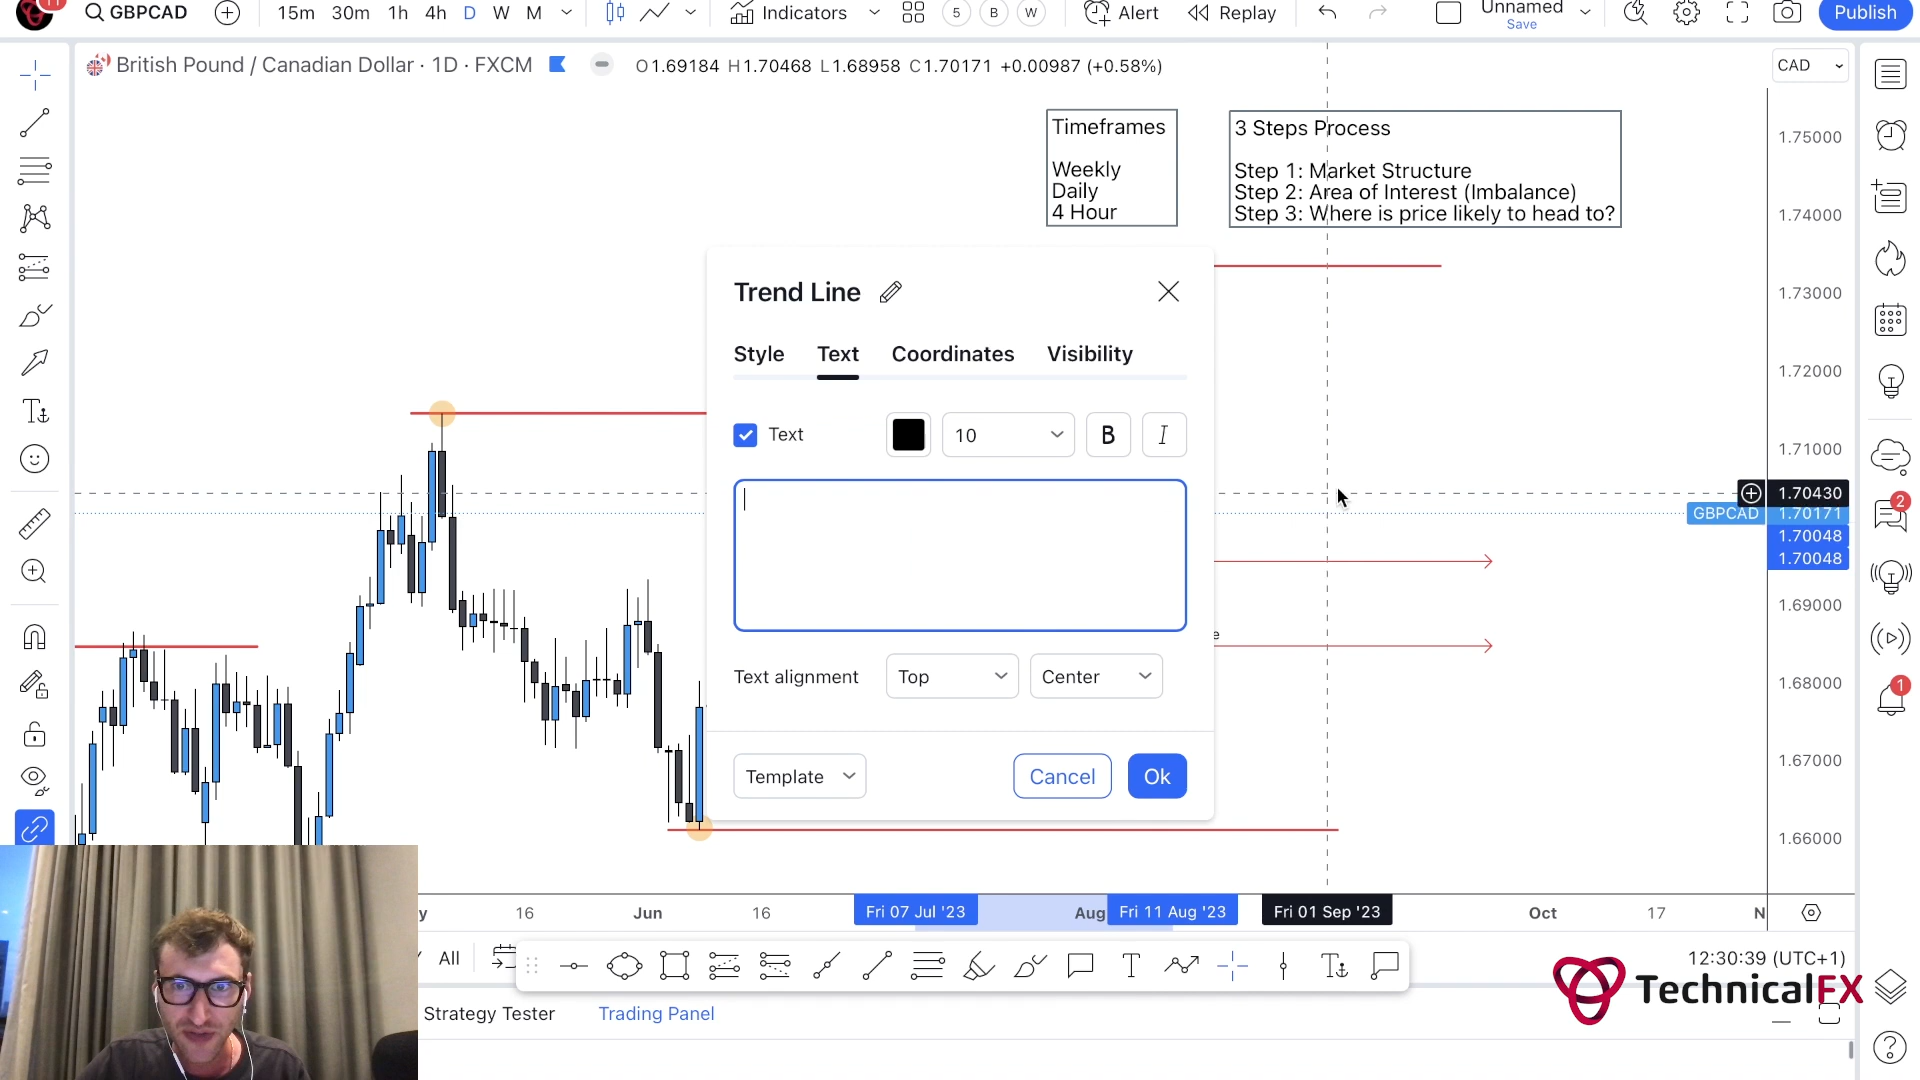 11
GBPCAD
15m 30m 1h 4h D W M
Indicators
5 B W
Alert
Replay
Unnamed
Save
Publish
British Pound / Canadian Dollar · 1D · FXCM
O1.69184 H1.70468 L1.68958 C1.70171 +0.00987 (+0.58%)
CAD
Timeframes
Weekly
Daily
4 Hour
3 Steps Process
Step 1: Market Structure
Step 2: Area of Interest (Imbalance)
Step 3: Where is price likely to head to?
1.75000
1.74000
1.73000
1.72000
1.71000
1.70430
GBPCAD 1.70171
1.70048
1.70048
1.69000
1.68000
1.67000
1.66000
2
1
Trend Line
Style Text Coordinates Visibility
Text
10
B I
e
Text alignment
Top
Center
Template
Cancel
Ok
y 16 Jun 16 Fri 07 Jul '23 Aug Fri 11 Aug '23 Fri 01 Sep '23 Oct 17 N
All
12:30:39 (UTC+1)
TechnicalFX
Strategy Tester
Trading Panel